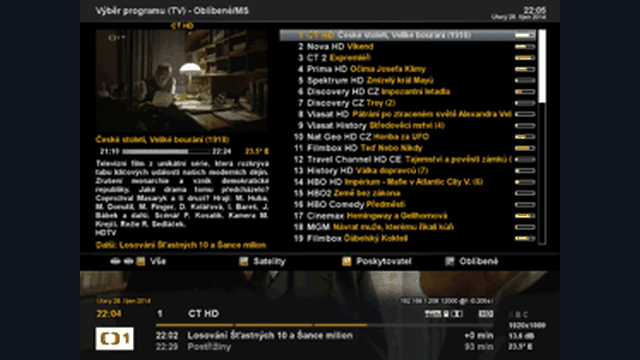 Výběr programu (TV) - Oblíbené/MS
22:05
Úterý 28. říjen 2014
CT HD
České století, Velké bourání (1918)
21:10 22:24 23.5° E
Televizní film z unikátní série, která rozkrývá
tabu klíčových událostí našich moderních dějin.
Zrušení monarchie a vznik demokratické
republiky. Jaké drama tomu předcházelo?
Coprožíval Masaryk a ti druzí? Hrají: M. Huba,
M. Donutil, M. Finger, D. Kolářová, I. Bareš, J.
Bábek a další. Scénář P. Kosatík. Kamera M.
Krejčí. Režie R. Sedláček.
HDTV
Další: Losování Šťastných 10 a Šance milion
1 CT HD České století, Velké bourání (1918)
2 Nova HD Víkend
3 CT 2 Expremiéři
4 Prima HD Očima Josefa Klímy
5 Spektrum HD Zmizelý král Mayů
6 Discovery HD CZ Impozantní letadla
7 Discovery CZ Troy (2)
8 Viasat HD Pátrání po ztraceném světě Alexandra Vel
9 Viasat History Středověcí mrtví (4)
10 Nat Geo HD CZ Honba za UFO
11 Filmbox HD Teď Nebo Nikdy
12 Travel Channel HD CE Tajemství a pověsti zámků (
13 History HD Válka dopravců (7)
14 HBO HD Impérium - Mafie v Atlantic City V. (6)
15 HBO2 Země bez zákona
16 HBO Comedy Předměstí
17 Cinemax Hemingway a Gellhornová
18 MGM Návrat muže, kterému říkali kůň
19 Filmbox Ďábelský Koktejl
Vše
Satelity
Poskytovatel
Oblíbené
Úterý 28. říjen 2014
22:04 1 CT HD
1
22:02 Losování Šťastných 10 a Šance milion +0 min
22:29 Postřižiny 93 min
1920x1080
13.6 dB
23.5° E